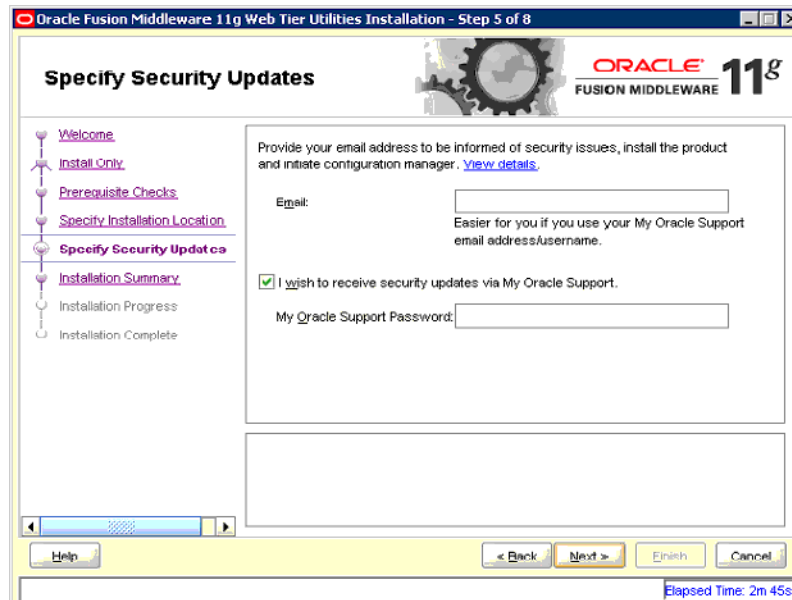 Oracle Fusion Middleware 11g Web Tier Utilities Installation - Step 5 of 8
Specify Security Updates
ORACLE
FUSION MIDDLEWARE 11g
Welcome
Install Only
Prerequisite Checks
Specify Installation Location
Specify Security Updates
Installation Summary
Installation Progress
Installation Complete
Provide your email address to be informed of security issues, install the product
and initiate configuration manager. View details.
Email:
Easier for you if you use your My Oracle Support
email address/username.
I wish to receive security updates via My Oracle Support.
My Oracle Support Password:
Help
< Back
Next >
Finish
Cancel
Elapsed Time: 2m 45s